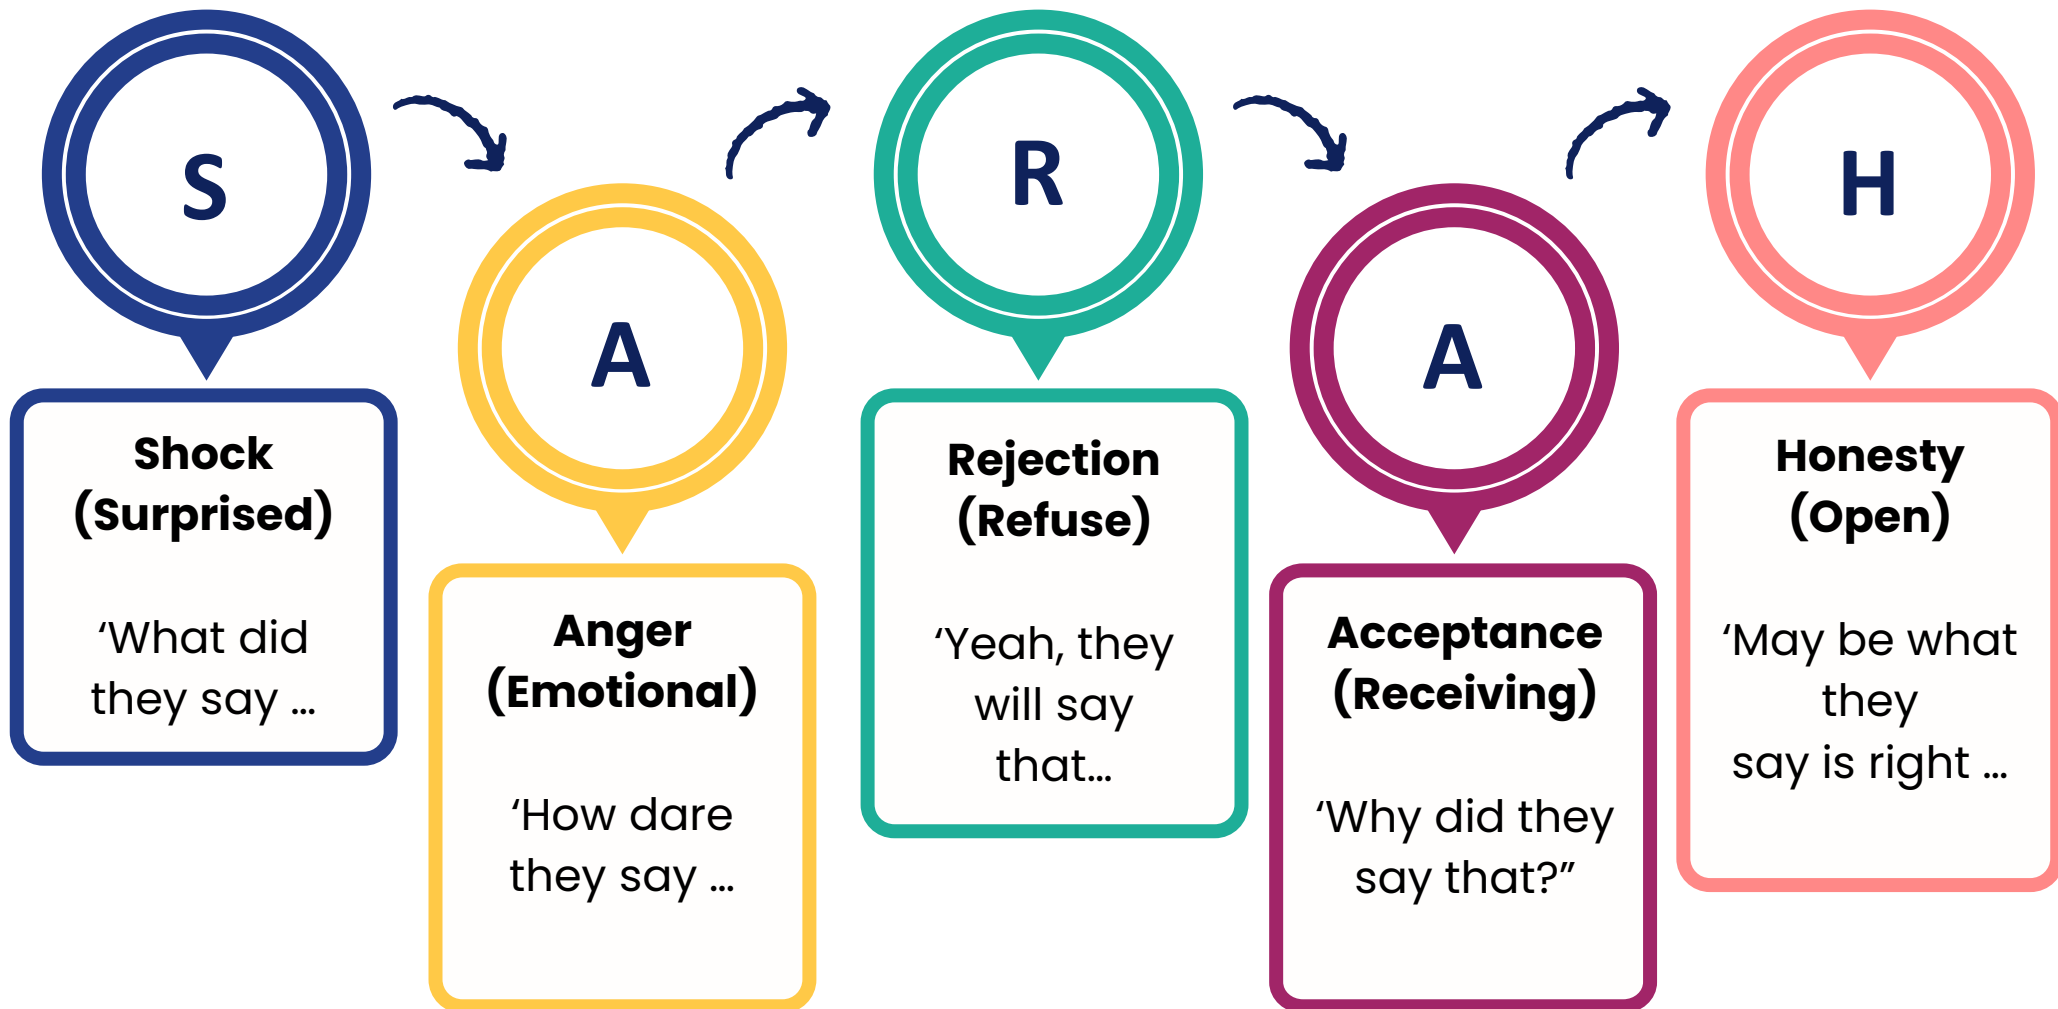 S
Shock
(Surprised)
‘What did
they say ...
A
Anger
(Emotional)
‘How dare
they say ...
R
Rejection
(Refuse)
‘Yeah, they
will say
that...
A
Acceptance
(Receiving)
‘Why did they
say that?”
H
Honesty
(Open)
‘May be what
they
say is right ...